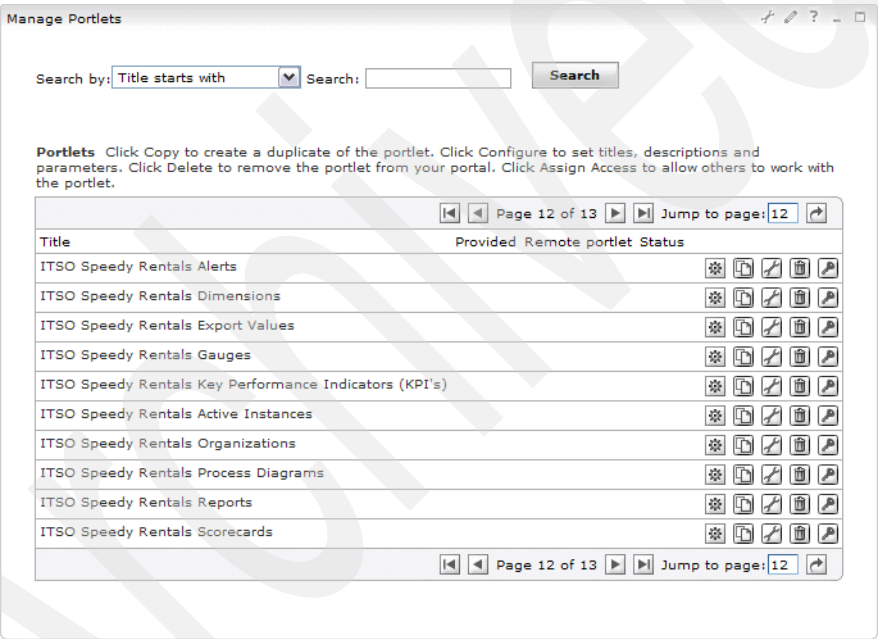 Manage Portlets ?
Search by: Title starts with Search: Search
Portlets Click Copy to create a duplicate of the portlet. Click Configure to set titles, descriptions and
parameters. Click Delete to remove the portlet from your portal. Click Assign Access to allow others to work with
the portlet.
Page 12 of 13 Jump to page: 12
Title Provided Remote portlet Status
ITSO Speedy Rentals Alerts
ITSO Speedy Rentals Dimensions
ITSO Speedy Rentals Export Values
ITSO Speedy Rentals Gauges
ITSO Speedy Rentals Key Performance Indicators (KPI's)
ITSO Speedy Rentals Active Instances
ITSO Speedy Rentals Organizations
ITSO Speedy Rentals Process Diagrams
ITSO Speedy Rentals Reports
ITSO Speedy Rentals Scorecards
Page 12 of 13 Jump to page: 12